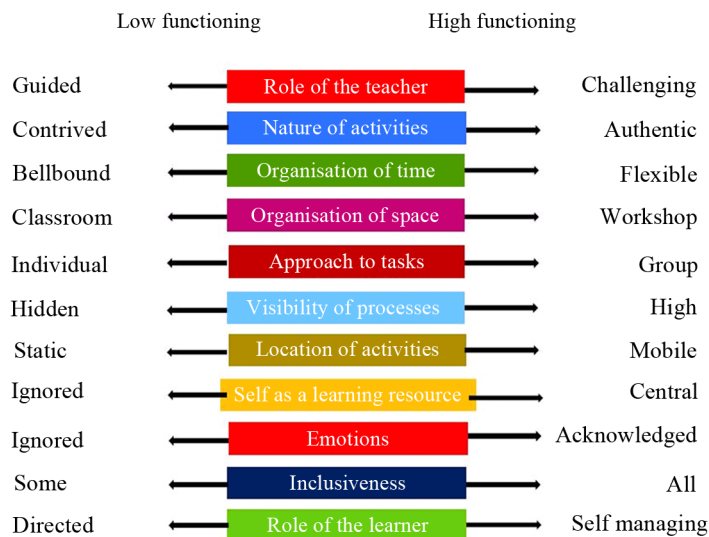 Low functioning High functioning
Guided Role of the teacher Challenging
Contrived Nature of activities Authentic
Bellbound Organisation of time Flexible
Classroom Organisation of space Workshop
Individual Approach to tasks Group
Hidden Visibility of processes High
Static Location of activities Mobile
Ignored Self as a learning resource Central
Ignored Emotions Acknowledged
Some Inclusiveness All
Directed Role of the learner Self managing